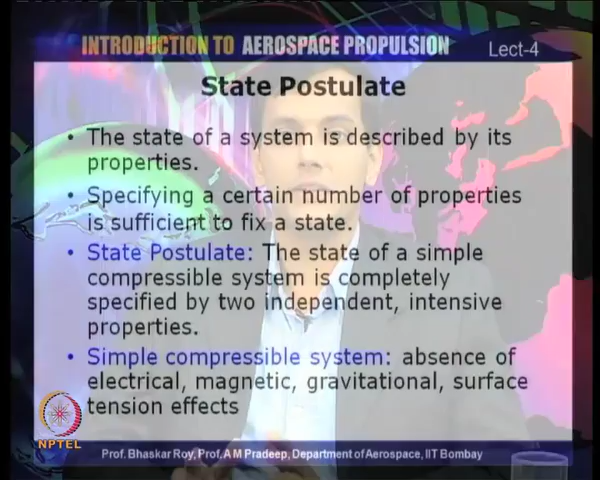 INTRODUCTION TO AEROSPACE PROPULSION
Lect-4
State Postulate
• The state of a system is described by its
properties.
• Specifying a certain number of properties
is sufficient to fix a state.
• State Postulate: The state of a simple
compressible system is completely
specified by two independent, intensive
properties.
• Simple compressible system: absence of
electrical, magnetic, gravitational, surface
tension effects
NPTEL
Prof. Bhaskar Roy, Prof. A M Pradeep, Department of Aerospace, IIT Bombay